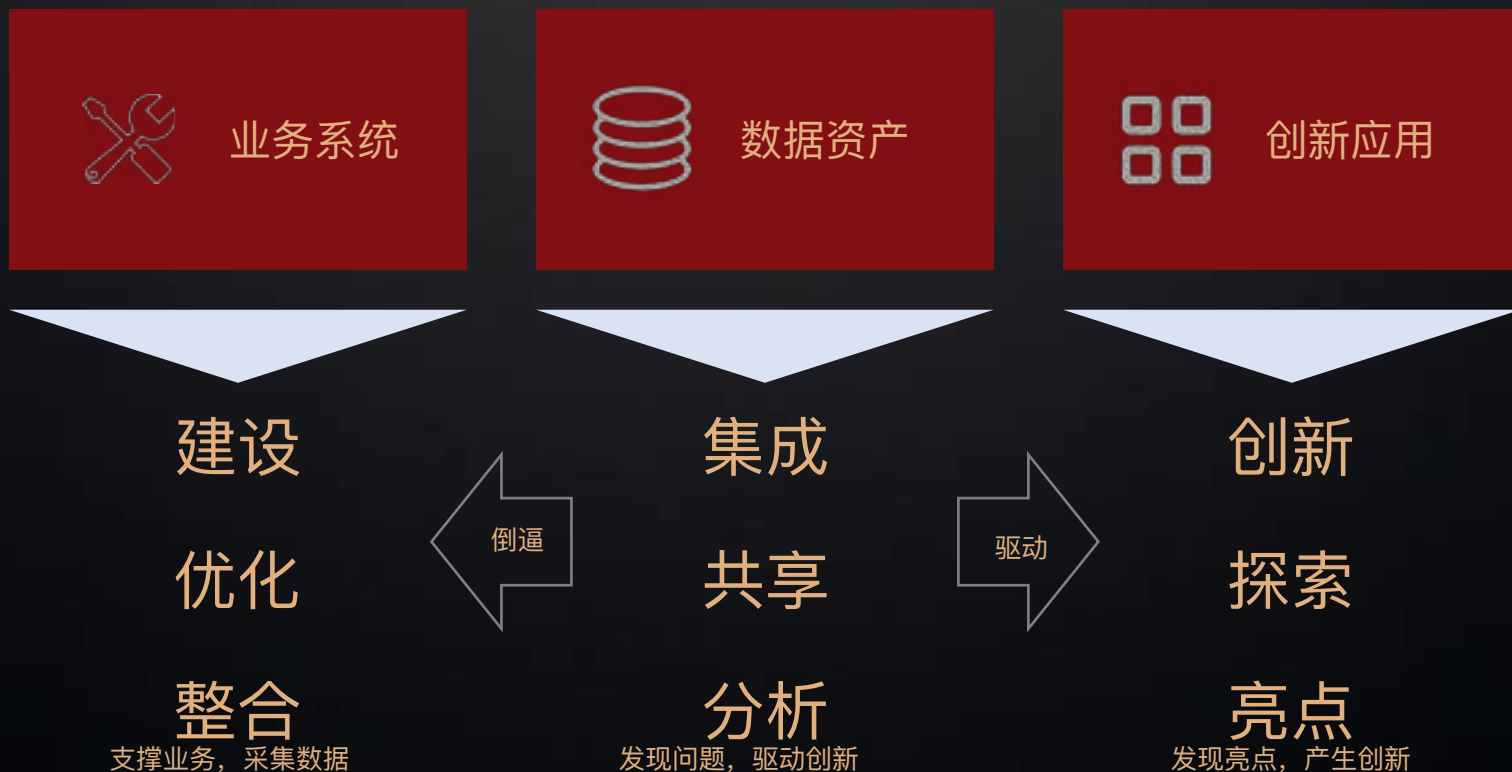 业务系统
数据资产
创新应用
建设
优化
整合
支撑业务，采集数据
倒逼
集成
共享
分析
发现问题，驱动创新
驱动
创新
探索
亮点
发现亮点，产生创新